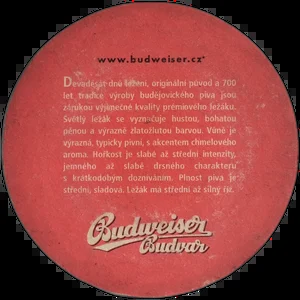 www.budweiser.cz
Devadesát dnů ležení, originální původ a 700
let tradice výroby budějovického piva jsou
zárukou výjimečné kvality prémiového ležáku.
Světlý ležák se vyznačuje hustou, bohatou
pěnou a výrazně zlatožlutou barvou. Vůně je
výrazná, typicky pivní, s akcentem chmelového
aroma. Hořkost je slabé až střední intenzity,
jemného až slabě drsného charakteru
s krátkodobým dozníváním. Plnost piva je
střední, sladová. Ležák má střední až silný říz.
Budweiser
Budvar